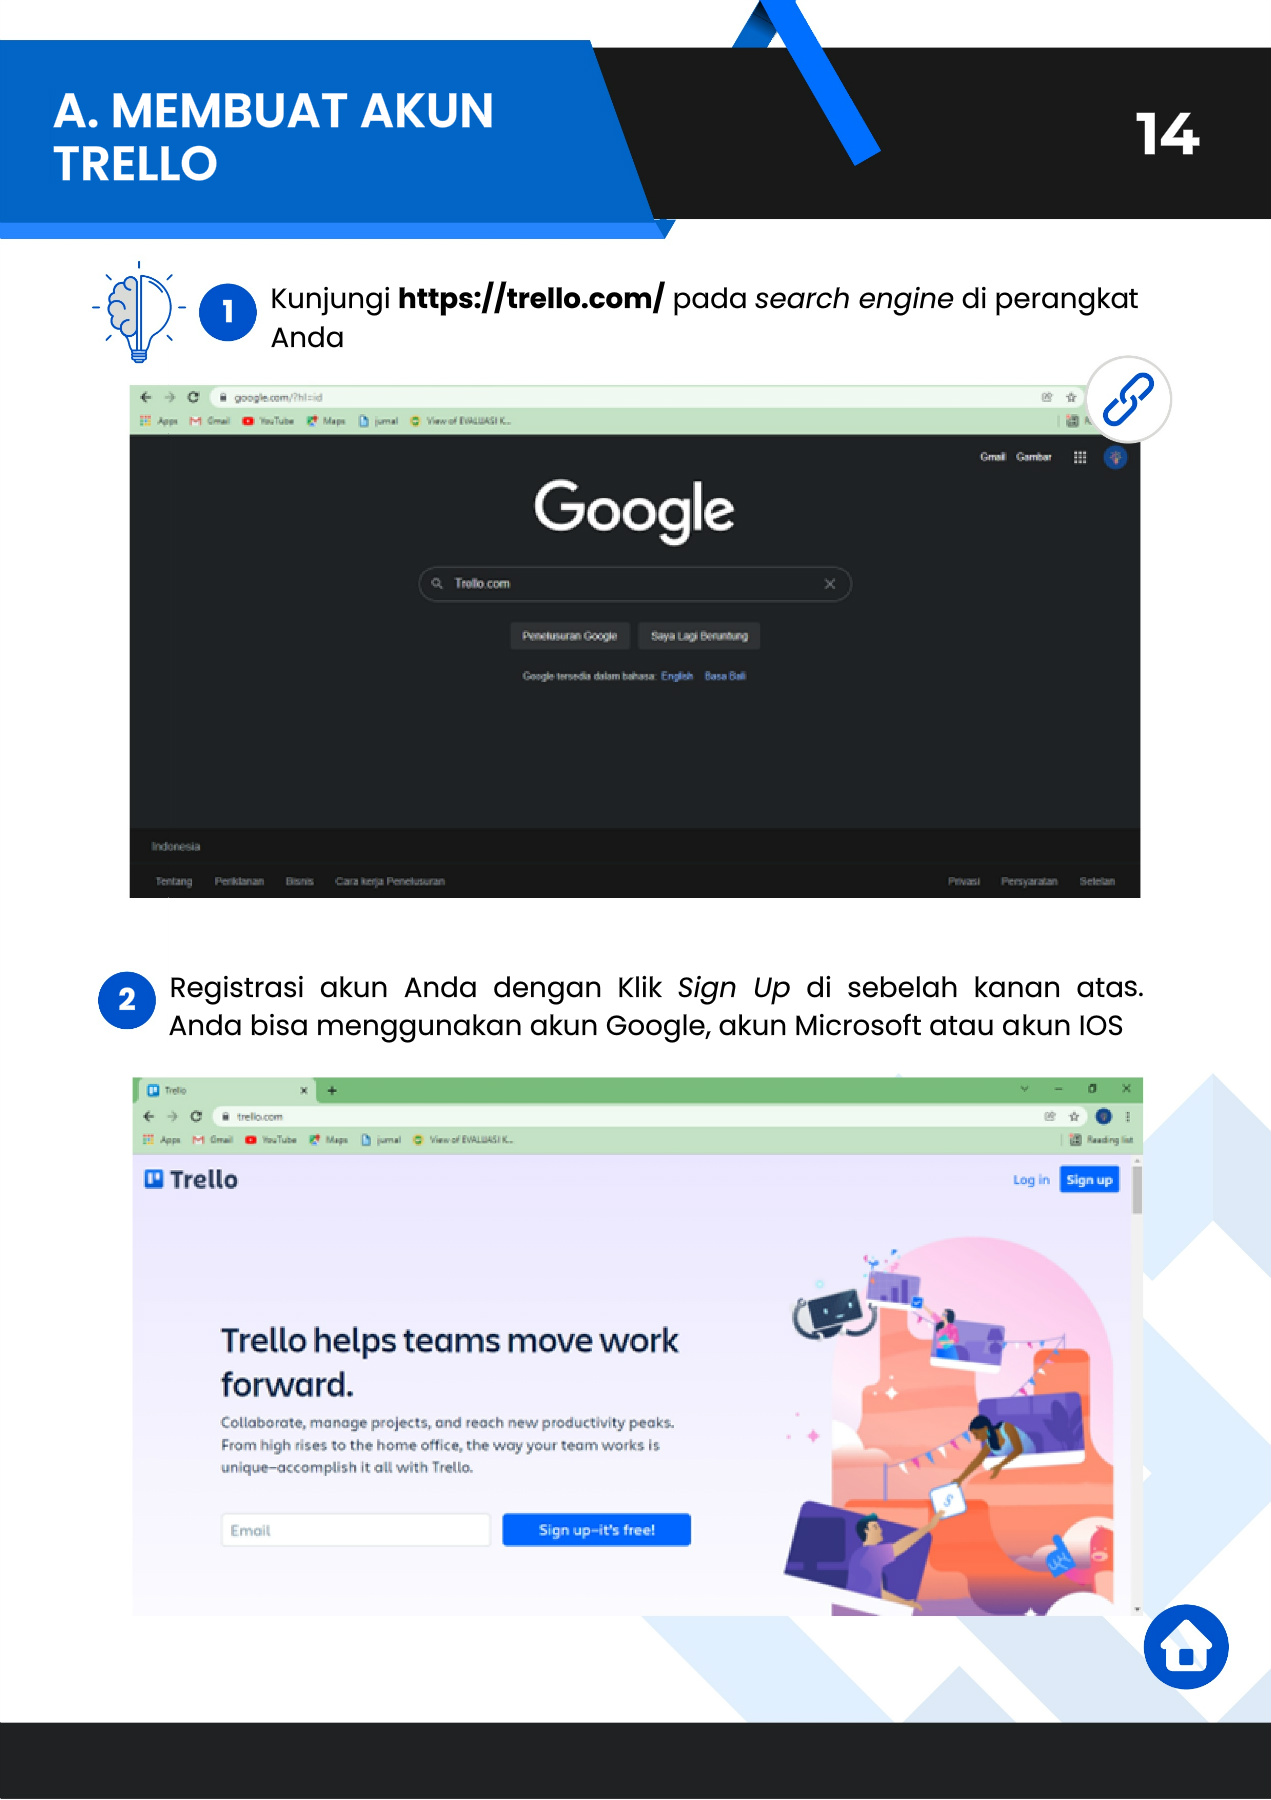 A. MEMBUAT AKUN
TRELLO
14
1
Kunjungi https://trello.com/ pada search engine di perangkat
Anda
google.com/?hl=id
Apps Gmail YouTube Maps jurnal View of EVALUASI K...
Gmail Gambar
Google
Trello.com
Penelusuran Google Saya Lagi Beruntung
Google tersedia dalam bahasa: English Basa Bali
Indonesia
Tentang Periklanan Bisnis Cara kerja Penelusuran Privasi Persyaratan Setelan
2
Registrasi akun Anda dengan Klik Sign Up di sebelah kanan atas.
Anda bisa menggunakan akun Google, akun Microsoft atau akun IOS
Trello
trello.com
Apps Gmail YouTube Maps jurnal View of EVALUASI K... Reading list
Trello
Log in Sign up
Trello helps teams move work
forward.
Collaborate, manage projects, and reach new productivity peaks.
From high rises to the home office, the way your team works is
unique—accomplish it all with Trello.
Email Sign up—it's free!